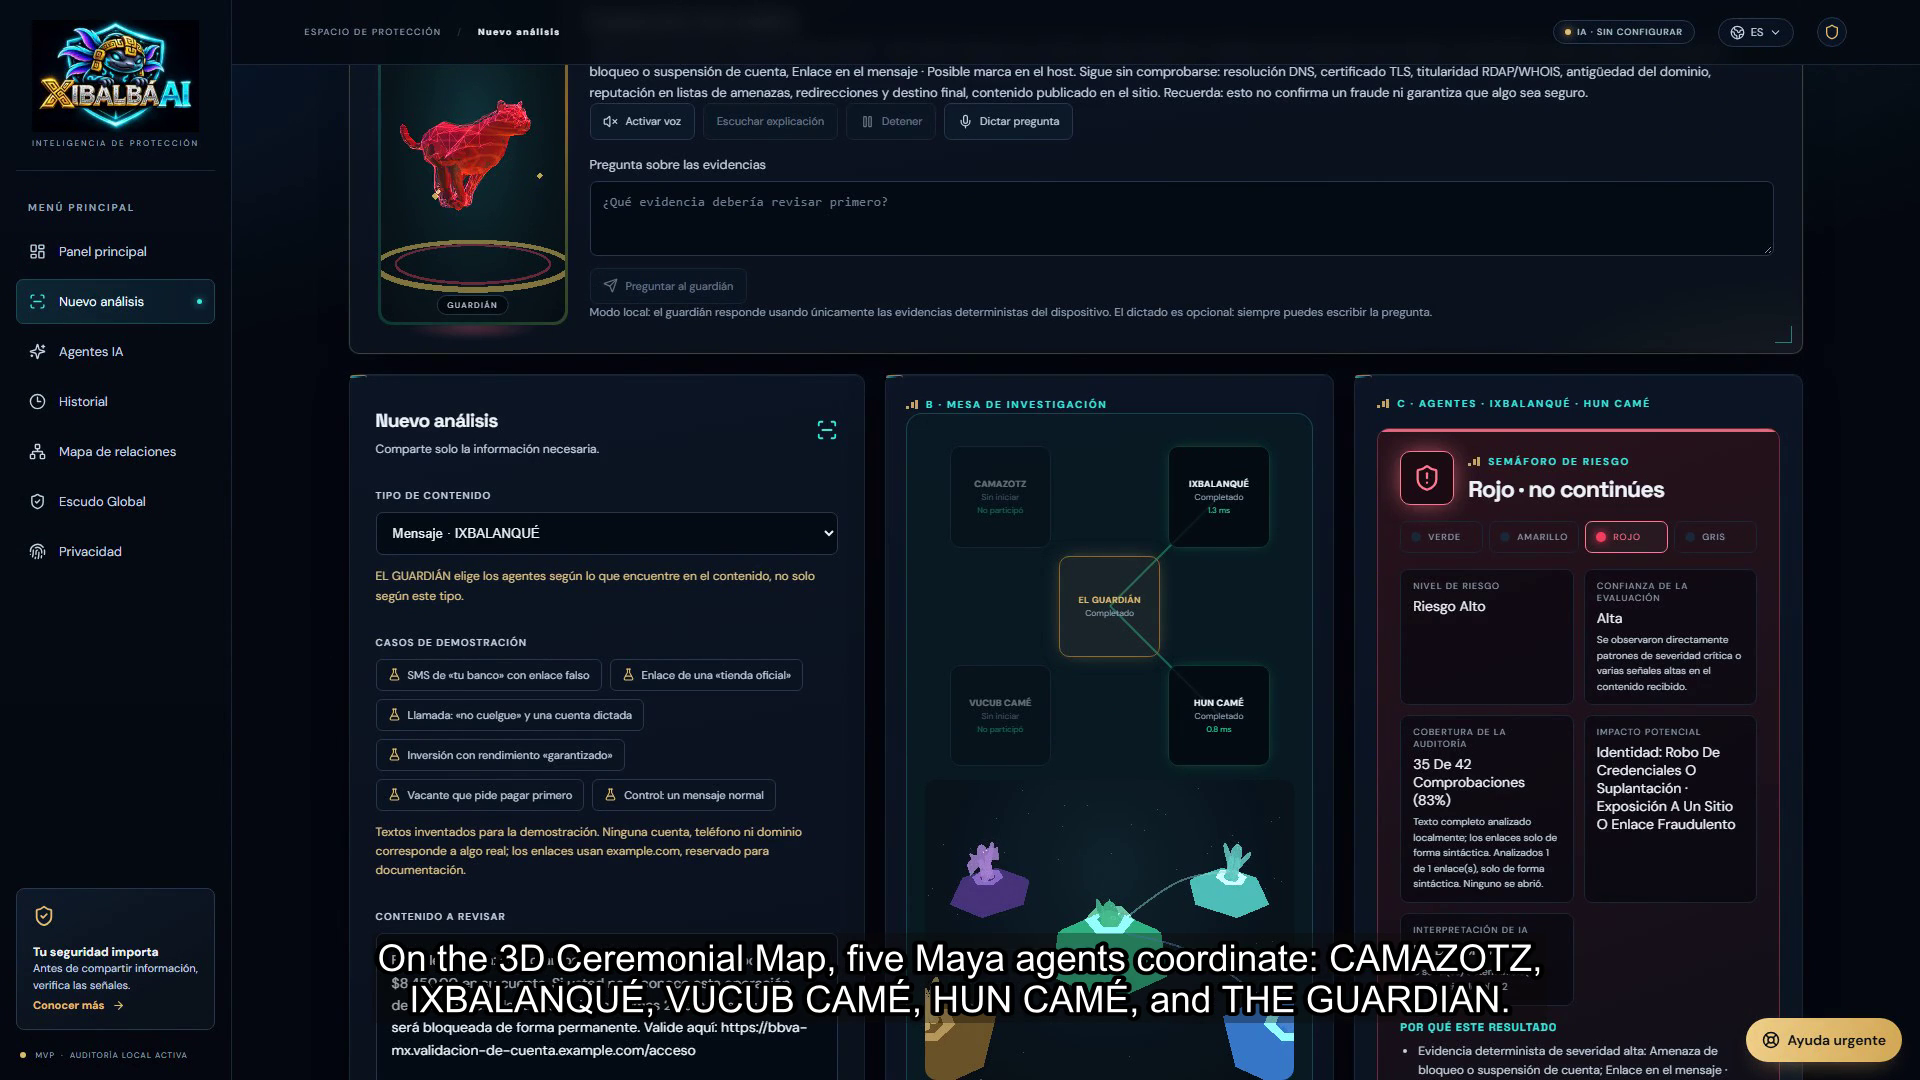 XIBALBÁ AI
INTELIGENCIA DE PROTECCIÓN
MENÚ PRINCIPAL
Panel principal
Nuevo análisis
Agentes IA
Historial
Mapa de relaciones
Escudo Global
Privacidad
Tu seguridad importa
Antes de compartir información,
verifica las señales.
Conocer más →
MVP · AUDITORÍA LOCAL ACTIVA
ESPACIO DE PROTECCIÓN / Nuevo análisis
IA · SIN CONFIGURAR
ES
bloqueo o suspensión de cuenta, Enlace en el mensaje · Posible marca en el host. Sigue sin comprobarse: resolución DNS, certificado TLS, titularidad RDAP/WHOIS, antigüedad del dominio,
reputación en listas de amenazas, redirecciones y destino final, contenido publicado en el sitio. Recuerda: esto no confirma un fraude ni garantiza que algo sea seguro.
Activar voz
Escuchar explicación
Detener
Dictar pregunta
Pregunta sobre las evidencias
¿Qué evidencia debería revisar primero?
Preguntar al guardián
GUARDIÁN
Modo local: el guardián responde usando únicamente las evidencias deterministas del dispositivo. El dictado es opcional: siempre puedes escribir la pregunta.
Nuevo análisis
Comparte solo la información necesaria.
TIPO DE CONTENIDO
Mensaje · IXBALANQUÉ
EL GUARDIÁN elige los agentes según lo que encuentre en el contenido, no solo
según este tipo.
CASOS DE DEMOSTRACIÓN
SMS de «tu banco» con enlace falso
Enlace de una «tienda oficial»
Llamada: «no cuelgue» y una cuenta dictada
Inversión con rendimiento «garantizado»
Vacante que pide pagar primero
Control: un mensaje normal
Textos inventados para la demostración. Ninguna cuenta, teléfono ni dominio
corresponde a algo real; los enlaces usan example.com, reservado para
documentación.
CONTENIDO A REVISAR
será bloqueada de forma permanente. Valide aquí: https://bbva-
mx.validacion-de-cuenta.example.com/acceso
B · MESA DE INVESTIGACIÓN
CAMAZOTZ
Sin iniciar
No participó
IXBALANQUÉ
Completado
1.3 ms
EL GUARDIÁN
Completado
VUCUB CAMÉ
Sin iniciar
No participó
HUN CAMÉ
Completado
0.8 ms
C · AGENTES · IXBALANQUÉ · HUN CAMÉ
SEMÁFORO DE RIESGO
Rojo · no continúes
VERDE
AMARILLO
ROJO
GRIS
NIVEL DE RIESGO
Riesgo Alto
CONFIANZA DE LA
EVALUACIÓN
Alta
Se observaron directamente
patrones de severidad crítica o
varias señales altas en el
contenido recibido.
COBERTURA DE LA
AUDITORÍA
35 De 42
Comprobaciones
(83%)
Texto completo analizado
localmente; los enlaces solo de
forma sintáctica. Analizados 1
de 1 enlace(s), solo de forma
sintáctica. Ninguno se abrió.
IMPACTO POTENCIAL
Identidad: Robo De
Credenciales O
Suplantación ·
Exposición A Un Sitio
O Enlace Fraudulento
INTERPRETACIÓN DE IA
POR QUÉ ESTE RESULTADO
• Evidencia determinista de severidad alta: Amenaza de
bloqueo o suspensión de cuenta; Enlace en el mensaje ·
Ayuda urgente
On the 3D Ceremonial Map, five Maya agents coordinate: CAMAZOTZ,
IXBALANQUÉ, VUCUB CAMÉ, HUN CAMÉ, and THE GUARDIAN.